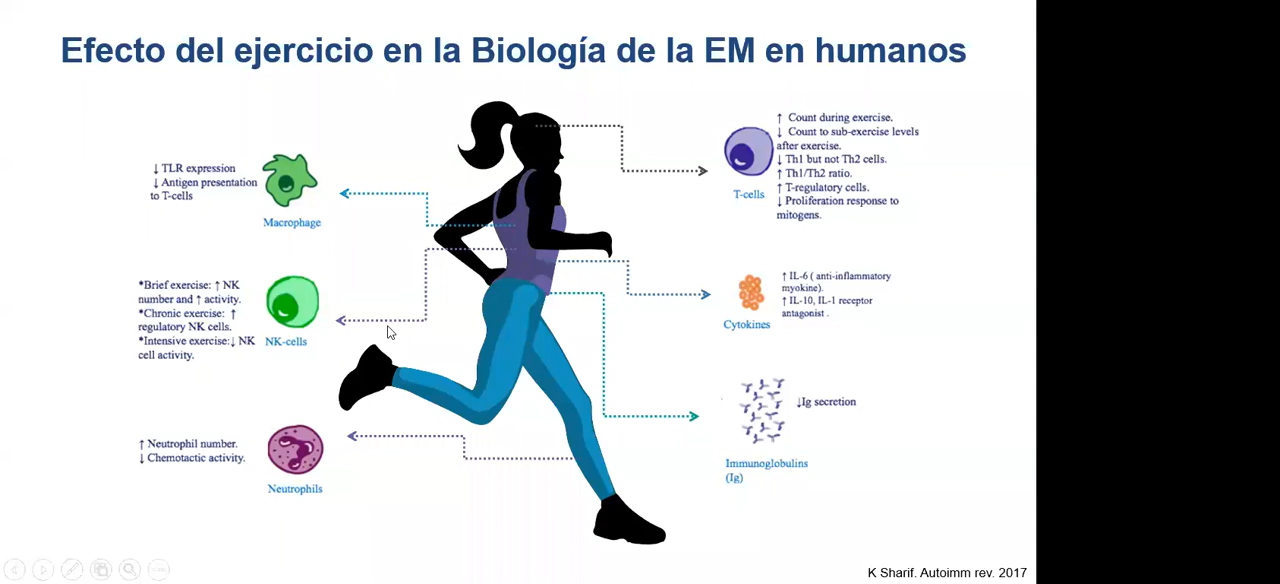 Efecto del ejercicio en la Biología de la EM en humanos
↓ TLR expression
↓ Antigen presentation
to T-cells
Macrophage
*Brief exercise: ↑ NK
number and ↑ activity.
*Chronic exercise: ↑
regulatory NK cells.
*Intensive exercise:↓ NK
cell activity.
NK-cells
↑ Neutrophil number.
↓ Chemotactic activity.
Neutrophils
↑ Count during exercise.
↓ Count to sub-exercise levels
after exercise.
↓ Th1 but not Th2 cells.
↑ Th1/Th2 ratio.
↑ T-regulatory cells.
↓ Proliferation response to
mitogens.
T-cells
↑ IL-6 ( anti-inflammatory
myokine).
↑ IL-10, IL-1 receptor
antagonist .
Cytokines
↓Ig secretion
Immunoglobulins
(Ig)
K Sharif. Autoimm rev. 2017